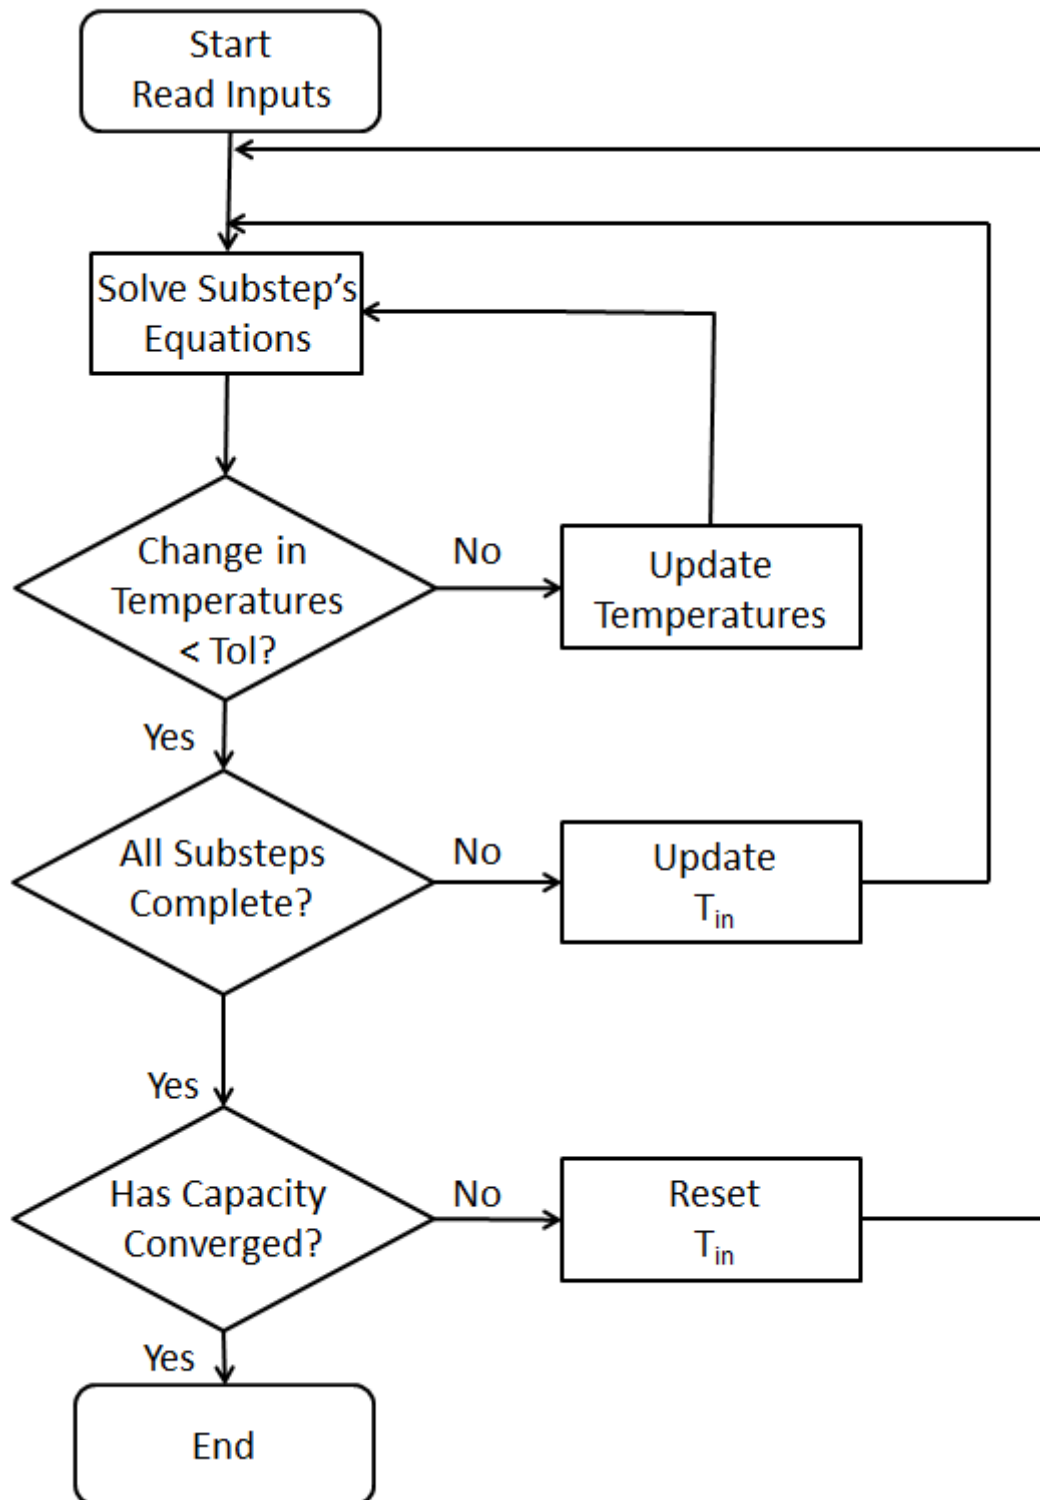 Start
Read Inputs
Solve Substep's
Equations
Change in
Temperatures
< Tol?
No
Update
Temperatures
Yes
All Substeps
Complete?
No
Update
Tin
Yes
Has Capacity
Converged?
No
Reset
Tin
Yes
End